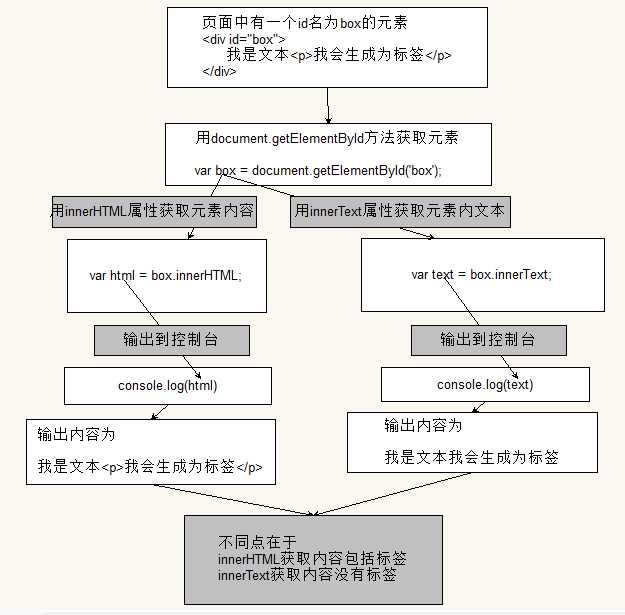 页面中有一个id名为box的元素
<div id="box">
我是文本<p>我会生成为标签</p>
</div>
用document.getElementById方法获取元素
var box = document.getElementById('box');
用innerHTML属性获取元素内容
用innerText属性获取元素内文本
var html = box.innerHTML;
var text = box.innerText;
输出到控制台
输出到控制台
console.log(html)
console.log(text)
输出内容为
我是文本<p>我会生成为标签</p>
输出内容为
我是文本我会生成为标签
不同点在于
innerHTML获取内容包括标签
innerText获取内容没有标签